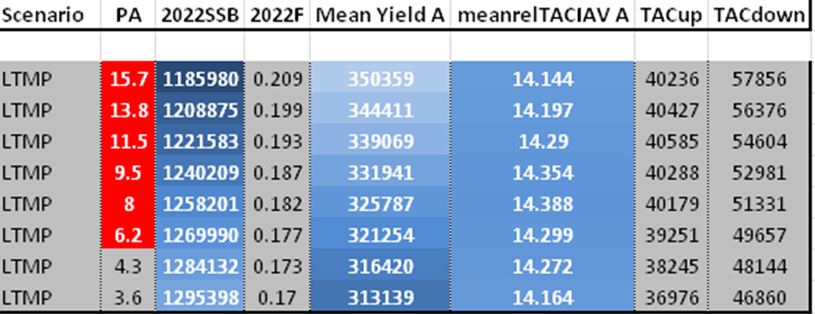 Scenario PA 2022SSB 2022F Mean Yield A meanrelTACIAV A TACup TACdown
LTMP 15.7 1185980 0.209 350359 14.144 40236 57856
LTMP 13.8 1208875 0.199 344411 14.197 40427 56376
LTMP 11.5 1221583 0.193 339069 14.29 40585 54604
LTMP 9.5 1240209 0.187 331941 14.354 40288 52981
LTMP 8 1258201 0.182 325787 14.388 40179 51331
LTMP 6.2 1269990 0.177 321254 14.299 39251 49657
LTMP 4.3 1284132 0.173 316420 14.272 38245 48144
LTMP 3.6 1295398 0.17 313139 14.164 36976 46860